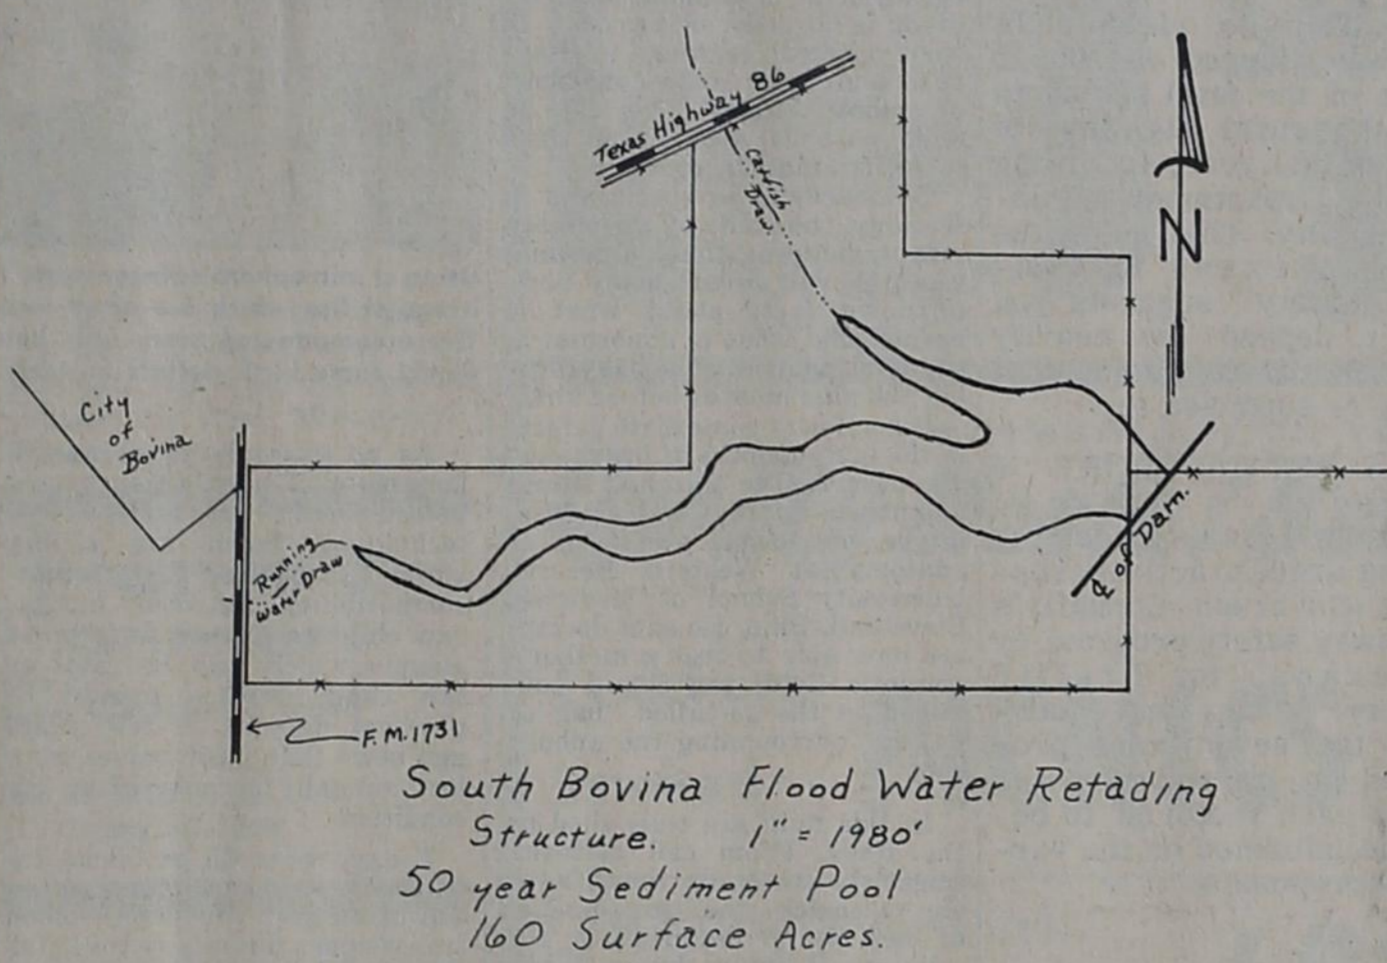 Texas Highway 86
Catfish
Draw.
N
City
of
Bovina
Running
Water Draw
℄ of Dam.
F.M.1731
South Bovina Flood Water Retading
Structure. 1" = 1980'
50 year Sediment Pool
160 Surface Acres.